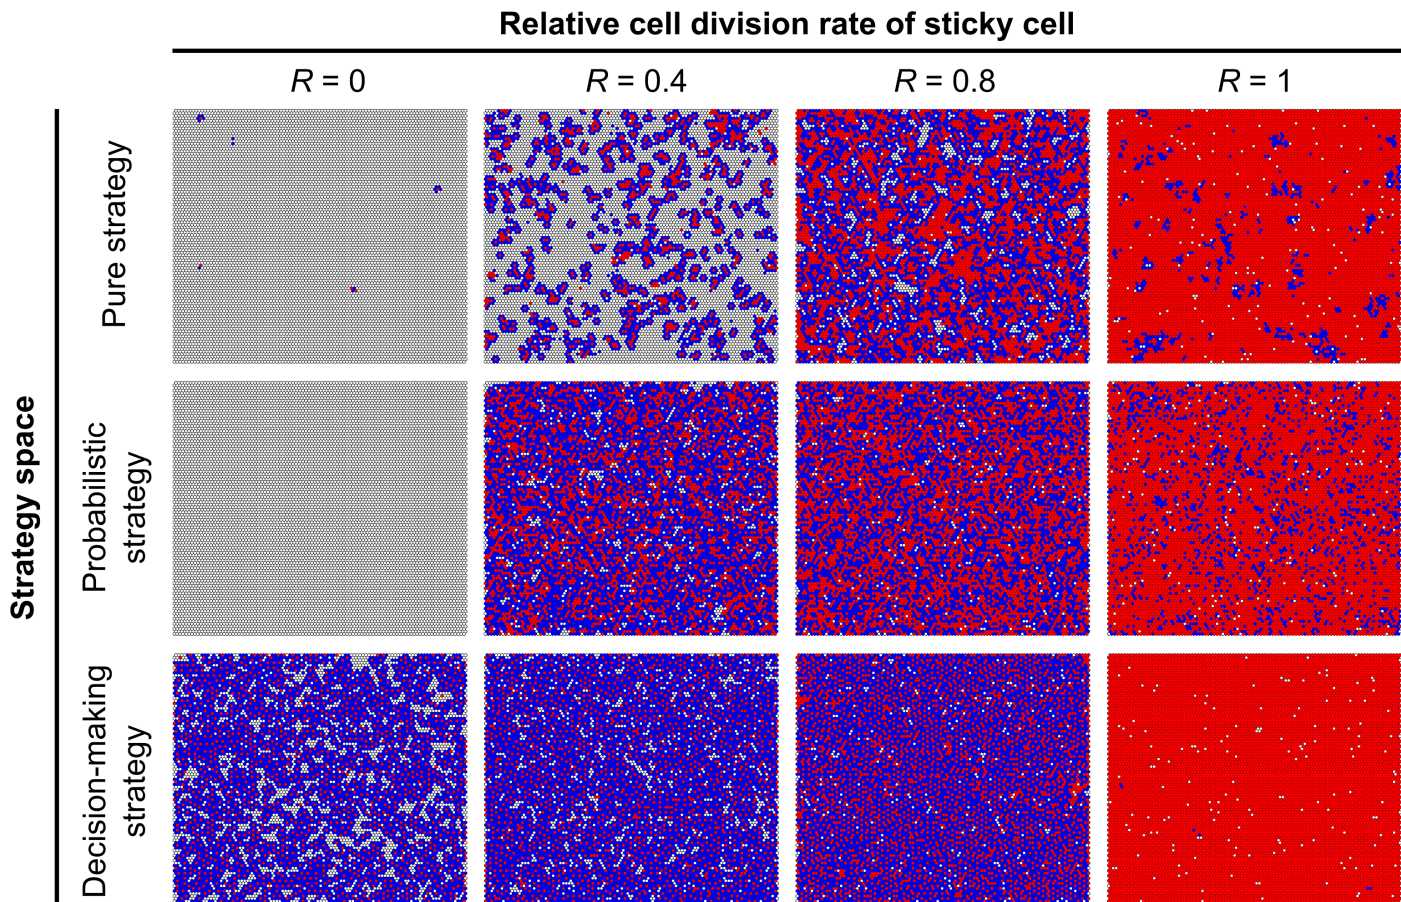 Relative cell division rate of sticky cell
R = 0
R = 0.4
R = 0.8
R = 1
Strategy space
Pure strategy
Probabilistic
strategy
Decision-making
strategy